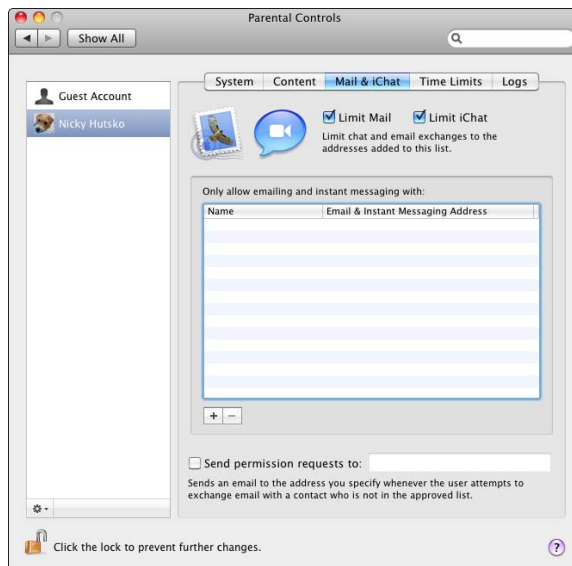 Parental Controls
Show All
System Content Mail & iChat Time Limits Logs
Guest Account
Nicky Hutsko
Limit Mail Limit iChat
Limit chat and email exchanges to the
addresses added to this list.
Only allow emailing and instant messaging with:
Name Email & Instant Messaging Address
+ −
Send permission requests to:
Sends an email to the address you specify whenever the user attempts to
exchange email with a contact who is not in the approved list.
Click the lock to prevent further changes.
?